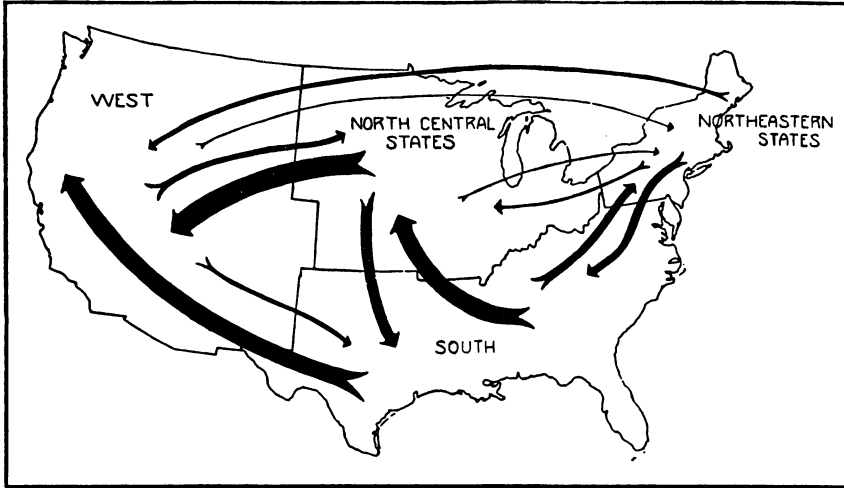 WEST
NORTH CENTRAL
STATES
NORTHEASTERN
STATES
SOUTH